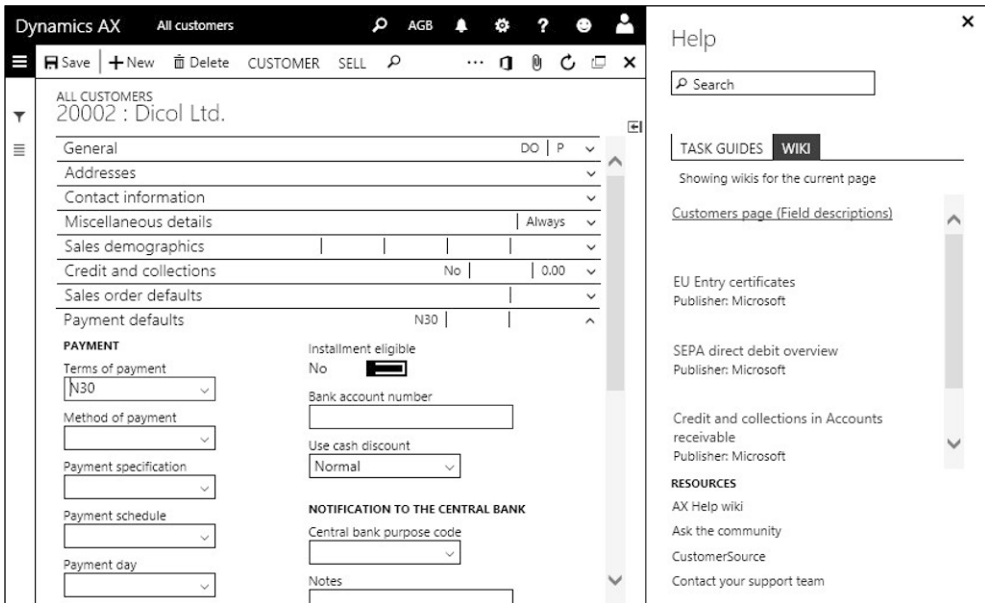 Dynamics AX All customers AGB ?
Save New Delete CUSTOMER SELL ...
ALL CUSTOMERS
20002 : Dicol Ltd.
General DO P
Addresses
Contact information
Miscellaneous details Always
Sales demographics
Credit and collections No 0.00
Sales order defaults
Payment defaults N30
PAYMENT
Terms of payment
N30
Method of payment
Payment specification
Payment schedule
Payment day
Installment eligible
No
Bank account number
Use cash discount
Normal
NOTIFICATION TO THE CENTRAL BANK
Central bank purpose code
Notes
Help
Search
TASK GUIDES WIKI
Showing wikis for the current page
Customers page (Field descriptions)
EU Entry certificates
Publisher: Microsoft
SEPA direct debit overview
Publisher: Microsoft
Credit and collections in Accounts
receivable
Publisher: Microsoft
RESOURCES
AX Help wiki
Ask the community
CustomerSource
Contact your support team